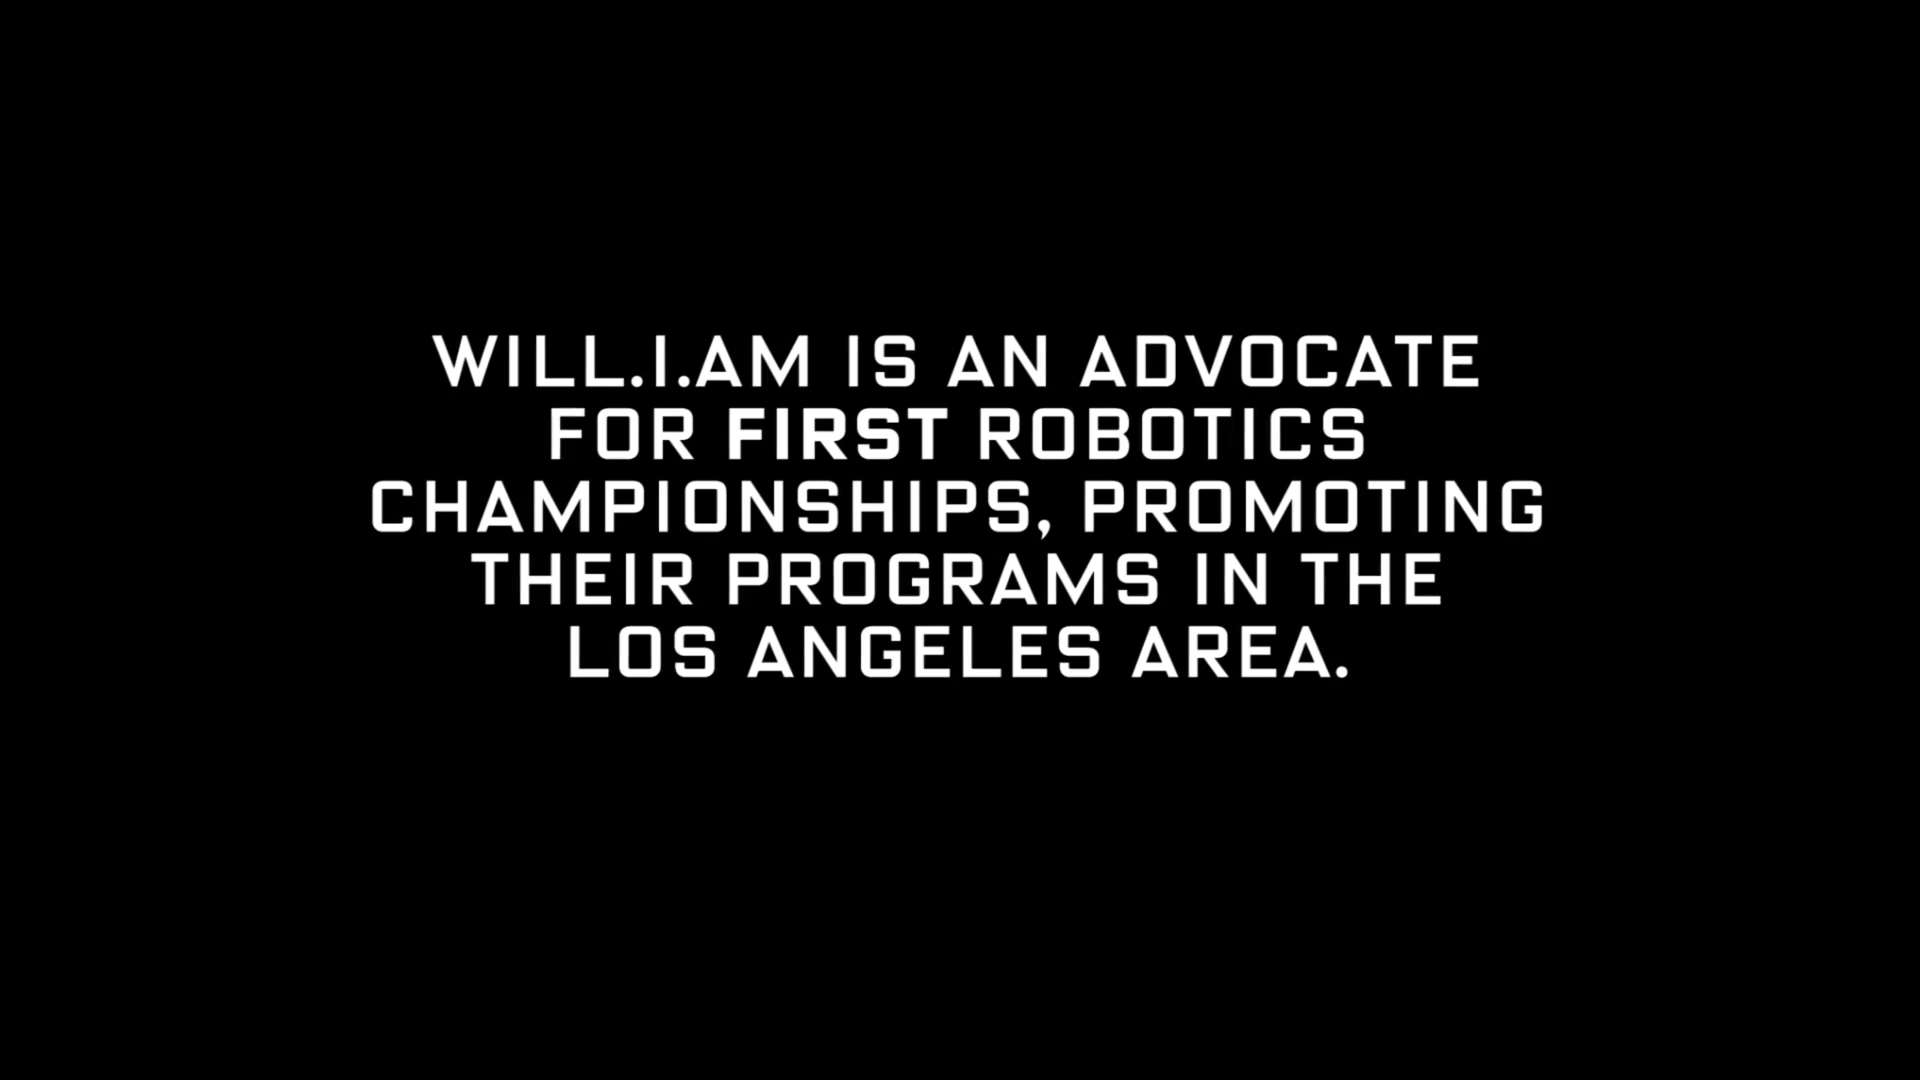 WILL.I.AM IS AN ADVOCATE
FOR FIRST ROBOTICS
CHAMPIONSHIPS, PROMOTING
THEIR PROGRAMS IN THE
LOS ANGELES AREA.